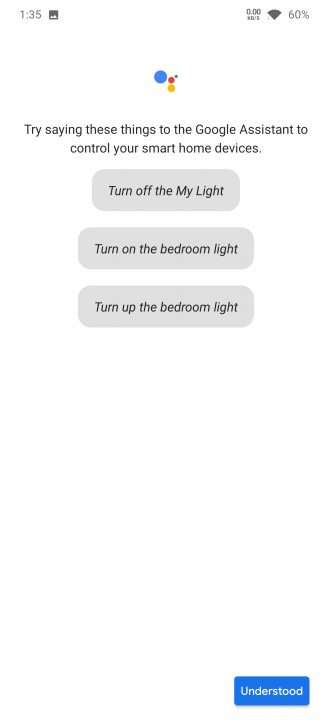 1:35 0.00 KB/S 60%
Try saying these things to the Google Assistant to
control your smart home devices.
Turn off the My Light
Turn on the bedroom light
Turn up the bedroom light
Understood